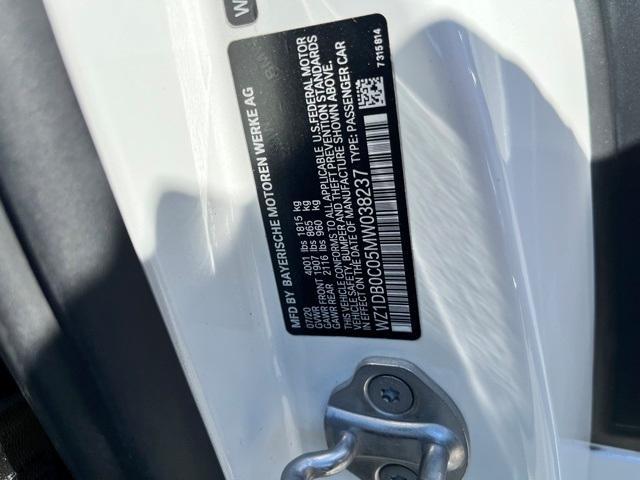 W
MFD BY BAYERISCHE MOTOREN WERKE AG
07/20
GVWR 4001 lbs 1815 kg
GAWR FRONT 1907 lbs 865 kg
GAWR REAR 2116 lbs 960 kg
THIS VEHICLE CONFORMS TO ALL APPLICABLE U.S. FEDERAL MOTOR
VEHICLE SAFETY, BUMPER AND THEFT PREVENTION STANDARDS
IN EFFECT ON THE DATE OF MANUFACTURE SHOWN ABOVE.
WZ1DB0C05MW038237 TYPE: PASSENGER CAR
7315814